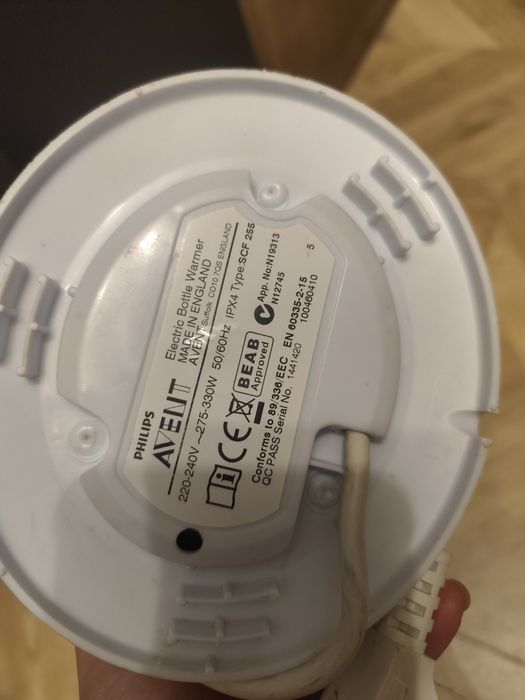 PHILIPS
AVENT
Electric Bottle Warmer
MADE IN ENGLAND
AVENT Suffolk, CO10 7QS ENGLAND
220-240V ~275-330W 50/60Hz IPX4 Type:SCF 255
i CE BEAB Approved App. No:N19313
N12745
Conforms to 89/336/EEC EN 60335-2-15
QC PASS Serial No. 1441420 100460410
-5